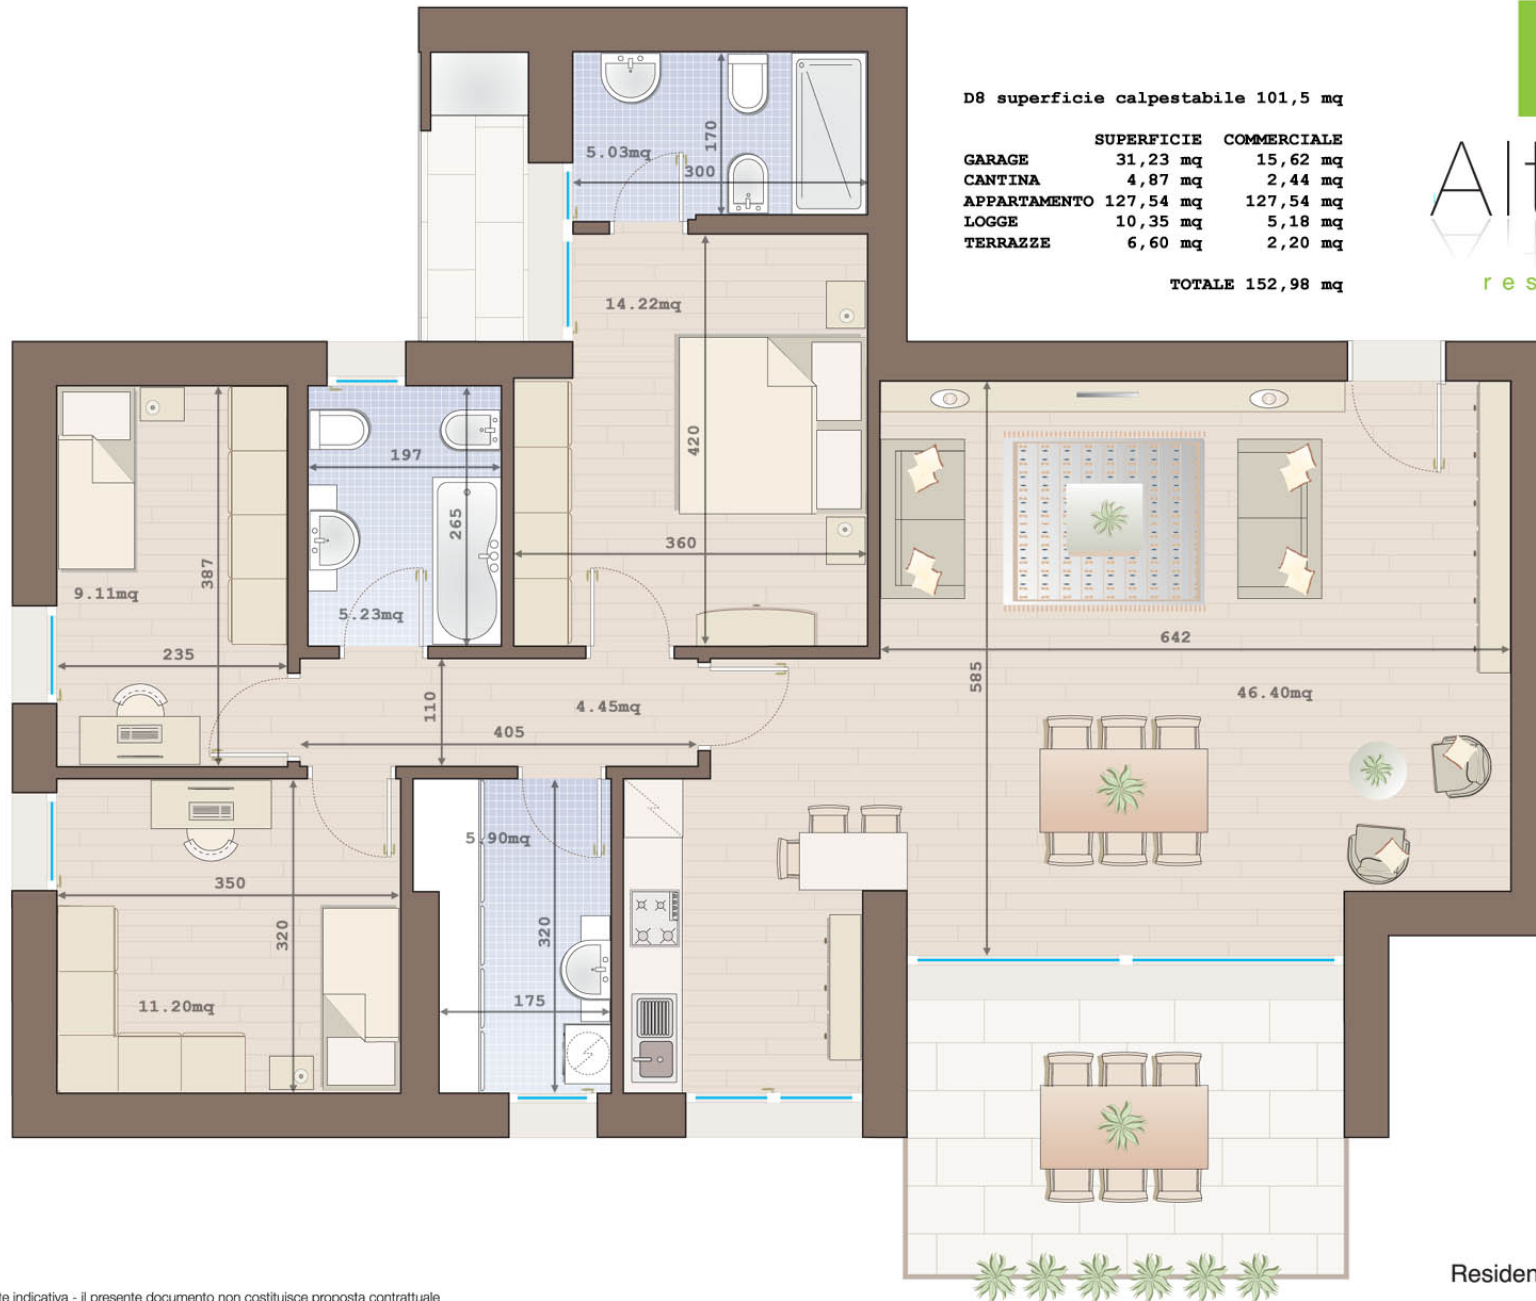 D8 superficie calpestabile 101,5 mq
SUPERFICIE COMMERCIALE
GARAGE 31,23 mq 15,62 mq
CANTINA 4,87 mq 2,44 mq
APPARTAMENTO 127,54 mq 127,54 mq
LOGGE 10,35 mq 5,18 mq
TERRAZZE 6,60 mq 2,20 mq
TOTALE 152,98 mq
5.03mq
170
300
14.22mq
420
360
197
265
5.23mq
9.11mq
387
235
110
4.45mq
405
642
585
46.40mq
350
320
11.20mq
5.90mq
320
175
indicativa - il presente documento non costituisce proposta contrattuale